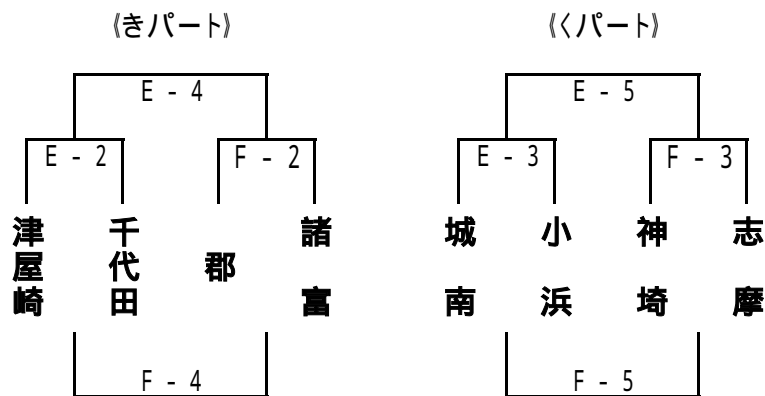 《きパート》 《くパート》
E - 4 E - 5
E - 2 F - 2 E - 3 F - 3
津屋崎 千代田 郡 諸富 城南 小浜 神埼 志摩
F - 4 F - 5